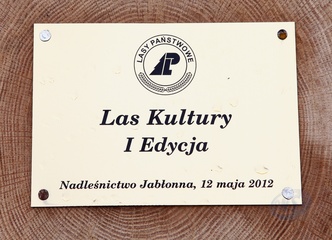 LASY PAŃSTWOWE
Las Kultury
I Edycja
Nadleśnictwo Jabłonna, 12 maja 2012